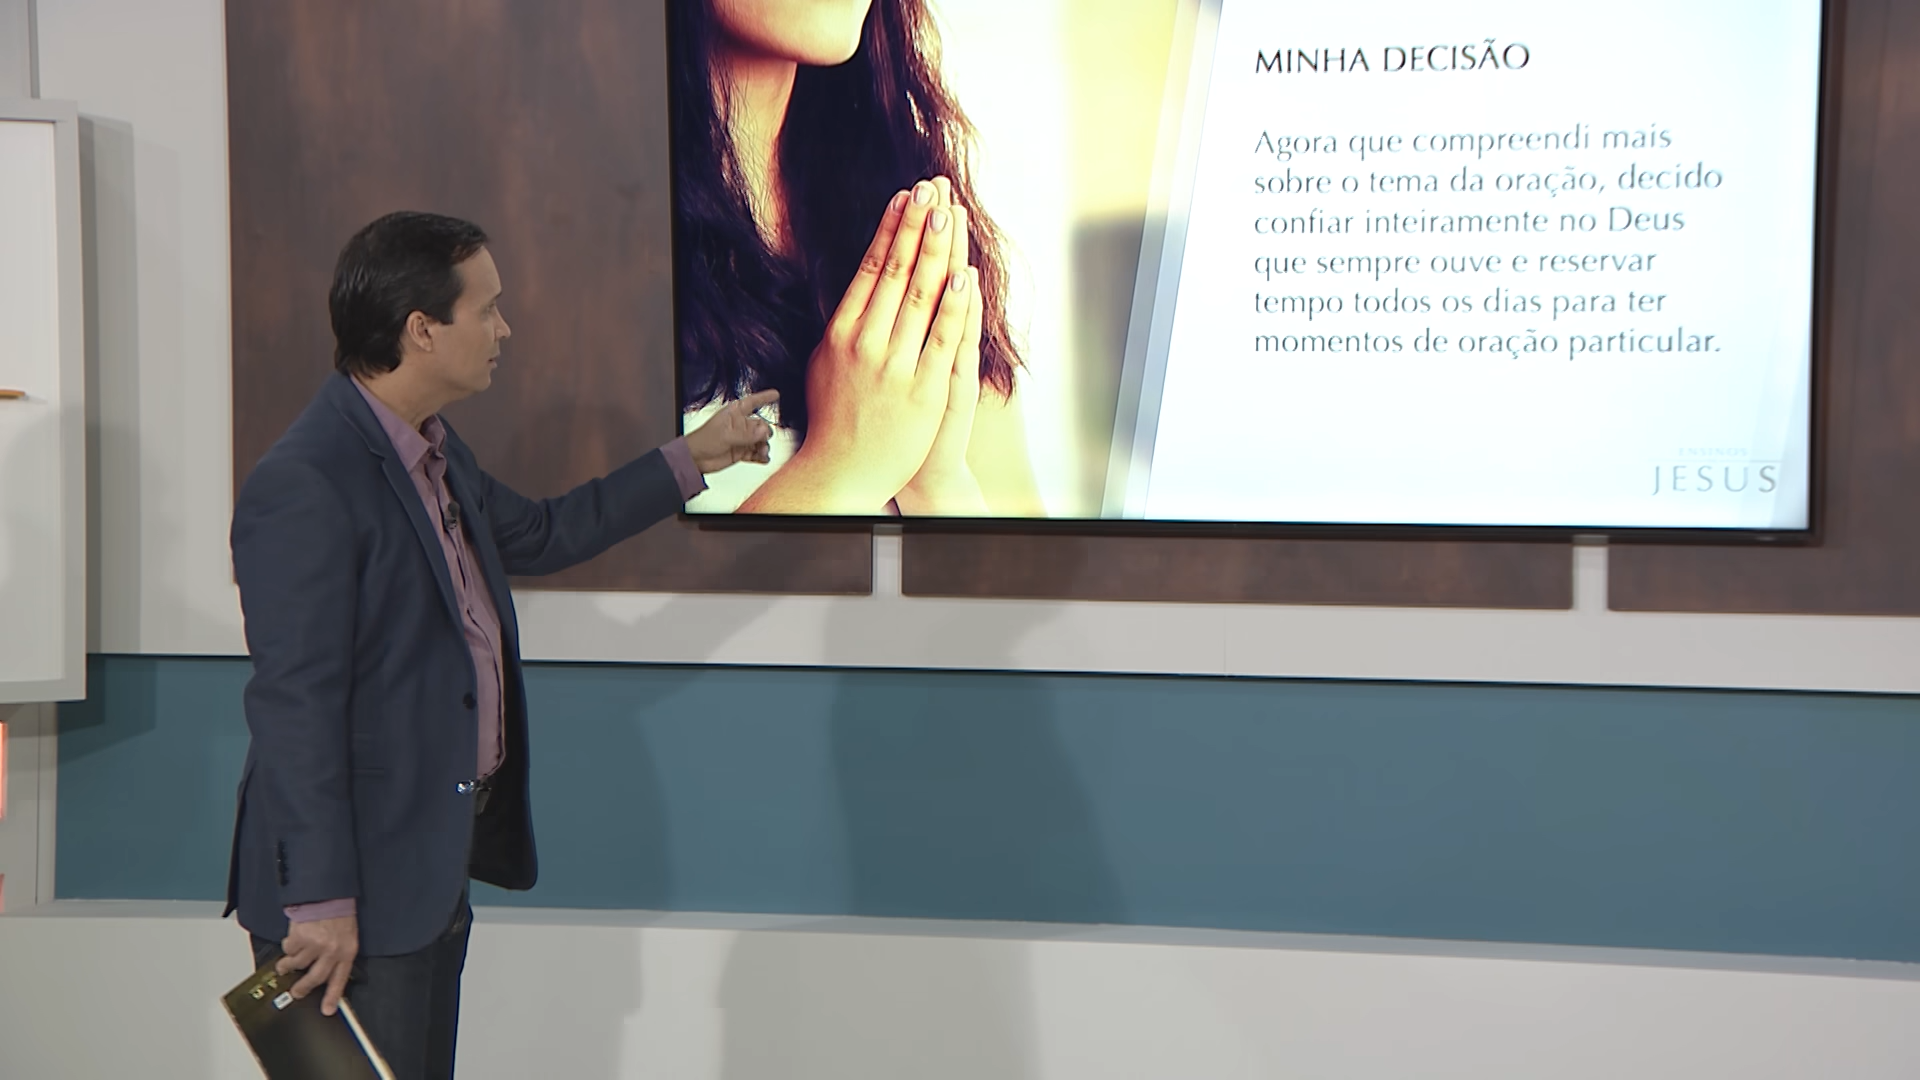 MINHA DECISÃO
Agora que compreendi mais
sobre o tema da oração, decido
confiar inteiramente no Deus
que sempre ouve e reservar
tempo todos os dias para ter
momentos de oração particular.
ENSINOS
JESUS